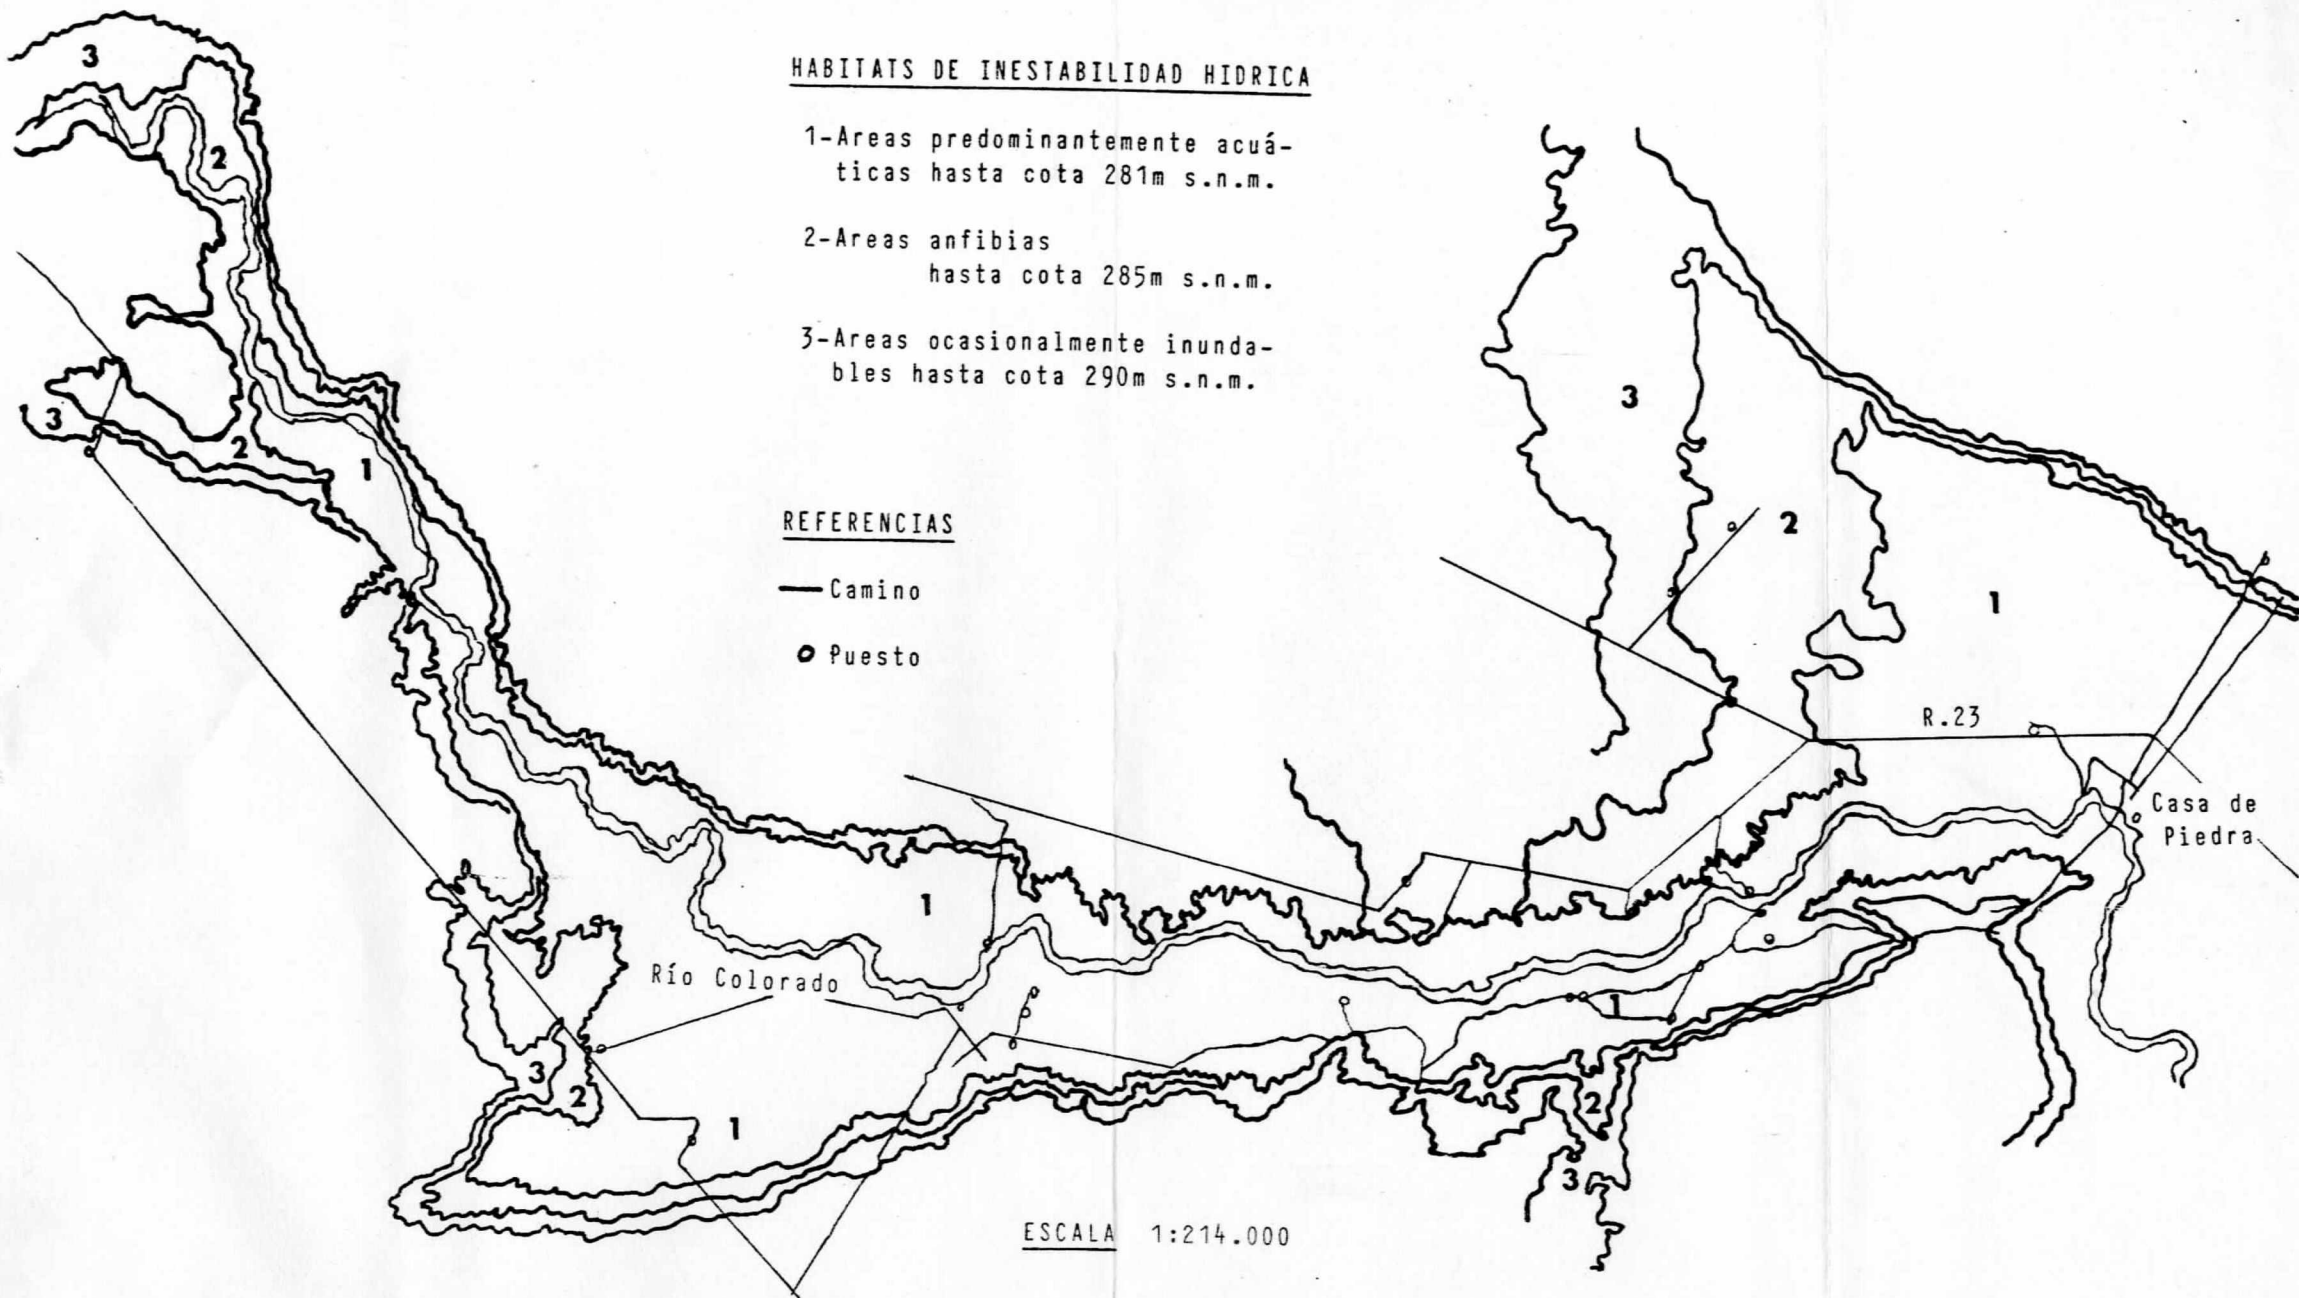 HABITATS DE INESTABILIDAD HIDRICA
1-Areas predominantemente acuá-
ticas hasta cota 281m s.n.m.
2-Areas anfibias
hasta cota 285m s.n.m.
3-Areas ocasionalmente inunda-
bles hasta cota 290m s.n.m.
REFERENCIAS
Camino
Puesto
3
2
3
2
1
3
2
1
R.23
Casa de
Piedra
1
Río Colorado
1
3
2
1
2
3
ESCALA 1:214.000